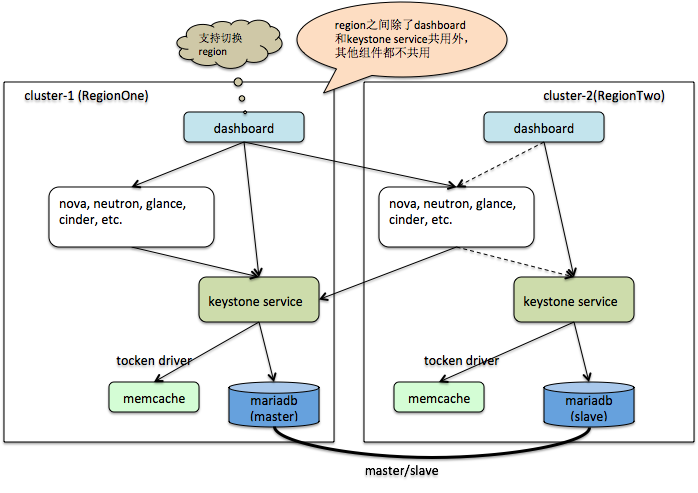 支持切换
region
region之间除了dashboard
和keystone service共用外，
其他组件都不共用
cluster-1 (RegionOne)
cluster-2(RegionTwo)
dashboard
dashboard
nova, neutron, glance,
cinder, etc.
nova, neutron, glance,
cinder, etc.
keystone service
keystone service
tocken driver
tocken driver
memcache
mariadb
(master)
memcache
mariadb
(slave)
master/slave